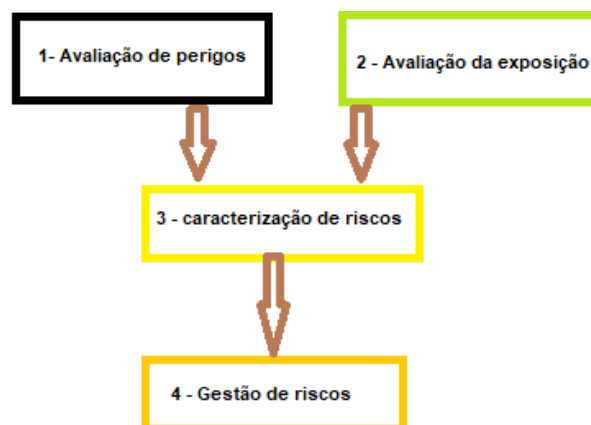 1- Avaliação de perigos
2 - Avaliação da exposição
3 - caracterização de riscos
4 - Gestão de riscos